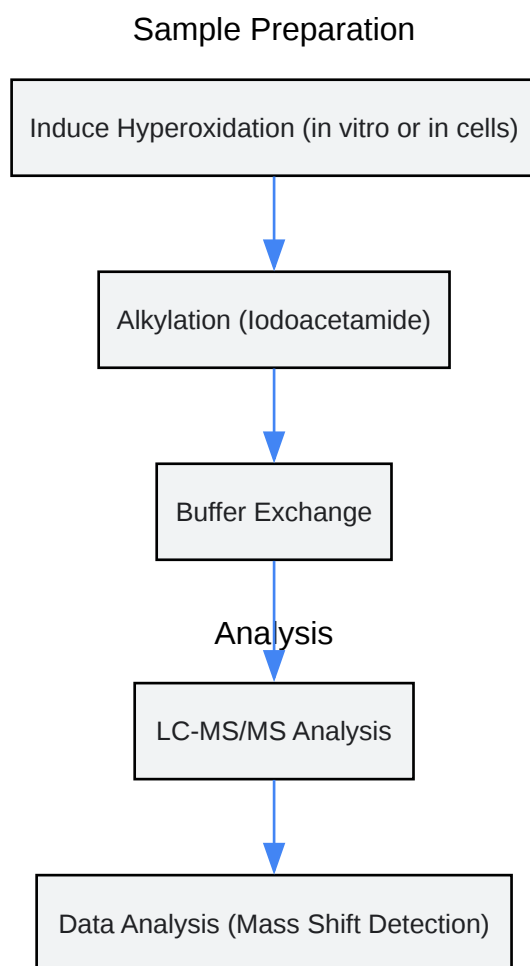 Sample Preparation
Induce Hyperoxidation (in vitro or in cells)
Alkylation (Iodoacetamide)
Buffer Exchange
Analysis
LC-MS/MS Analysis
Data Analysis (Mass Shift Detection)